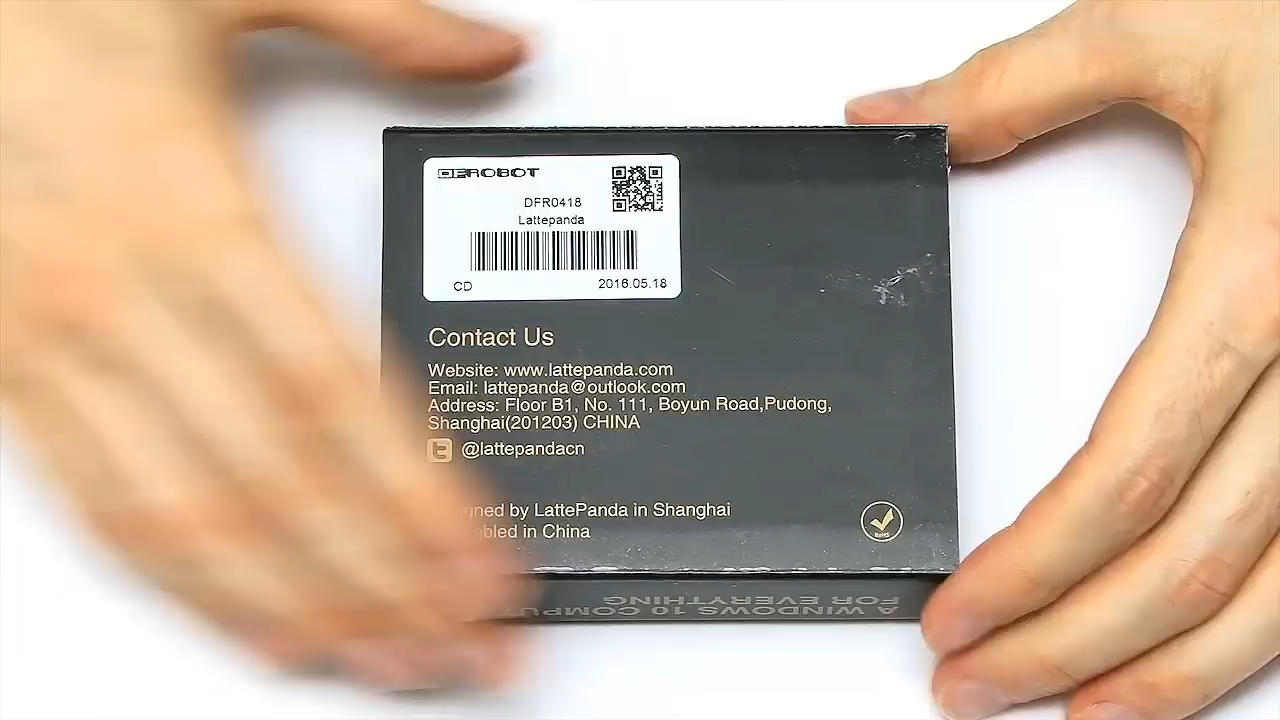 DFROBOT
DFR0418
Lattepanda
CD 2016.05.18
Contact Us
Website: www.lattepanda.com
Email: lattepanda@outlook.com
Address: Floor B1, No. 111, Boyun Road,Pudong,
Shanghai(201203) CHINA
@lattepandacn
gned by LattePanda in Shanghai
bled in China
RoHS
A WINDOWS 10 COMPUT
FOR EVERYTHING